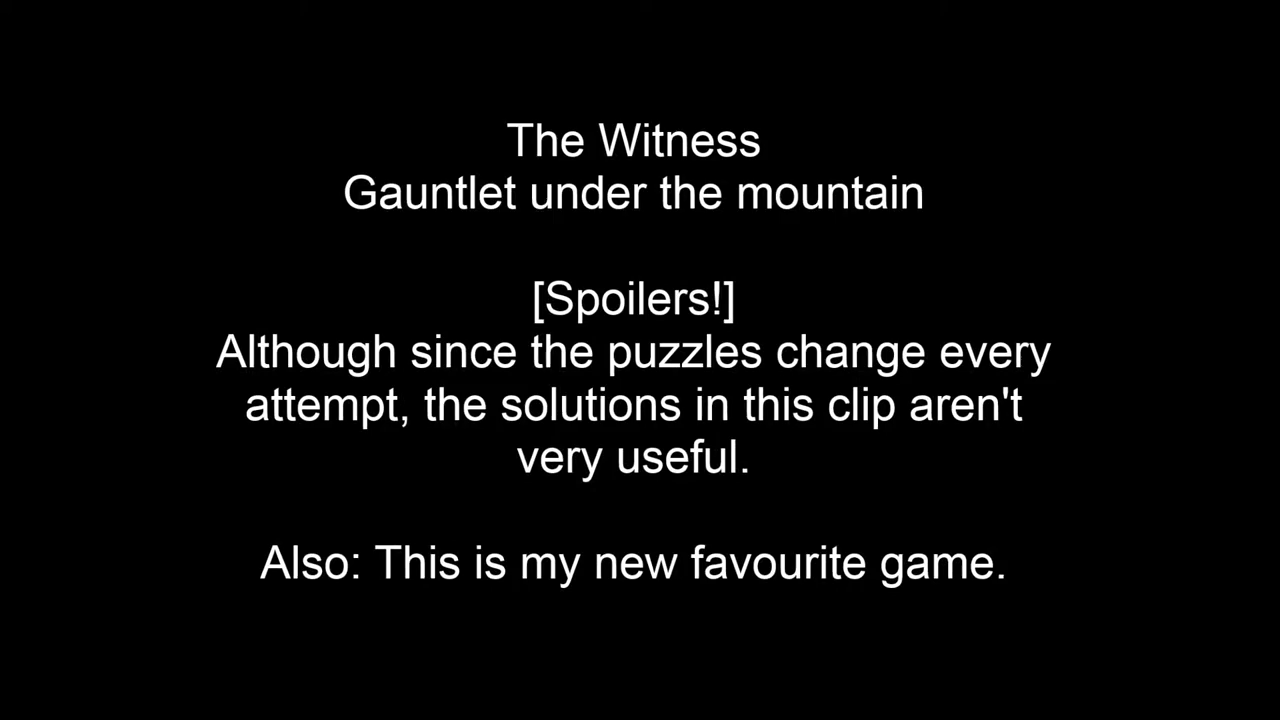 The Witness
Gauntlet under the mountain
[Spoilers!]
Although since the puzzles change every
attempt, the solutions in this clip aren't
very useful.
Also: This is my new favourite game.